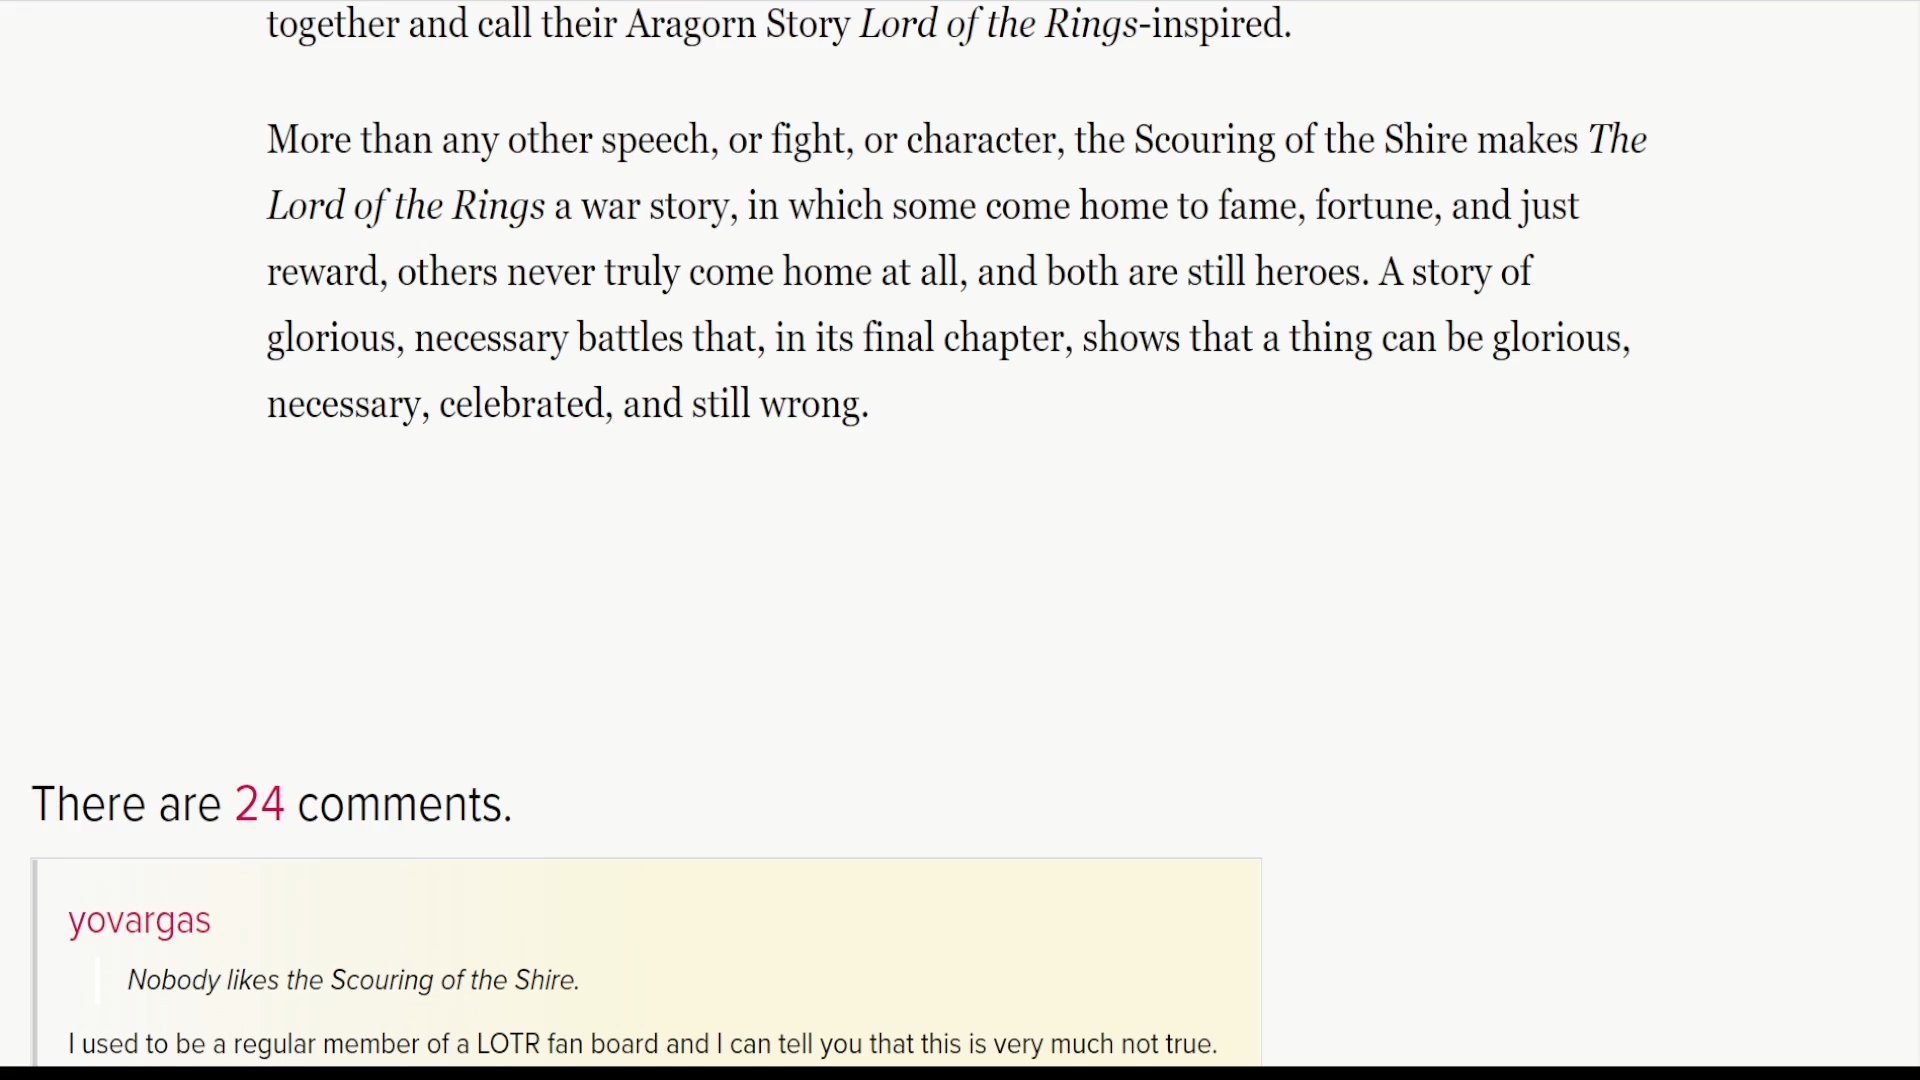 together and call their Aragorn Story Lord of the Rings-inspired.
More than any other speech, or fight, or character, the Scouring of the Shire makes The
Lord of the Rings a war story, in which some come home to fame, fortune, and just
reward, others never truly come home at all, and both are still heroes. A story of
glorious, necessary battles that, in its final chapter, shows that a thing can be glorious,
necessary, celebrated, and still wrong.
There are 24 comments.
yovargas
Nobody likes the Scouring of the Shire.
I used to be a regular member of a LOTR fan board and I can tell you that this is very much not true.